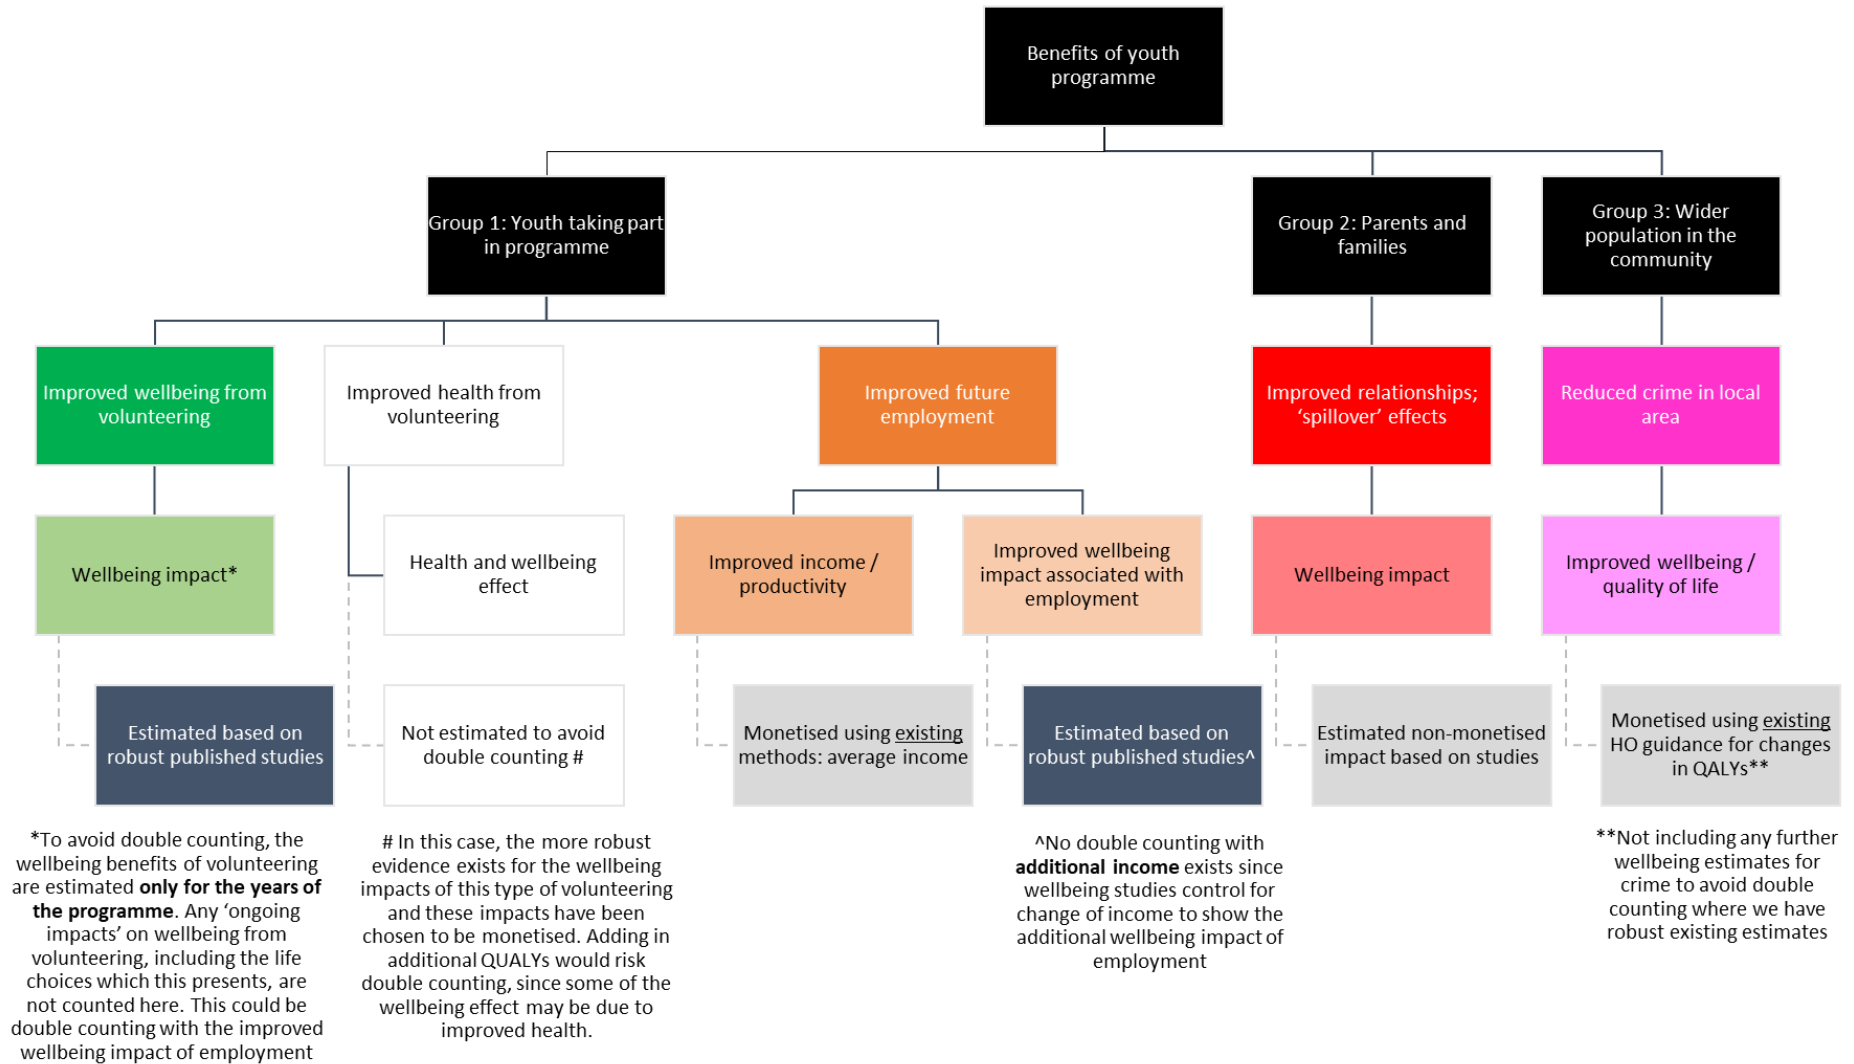 Benefits of youth
programme
Group 1: Youth taking part
in programme
Group 2: Parents and
families
Group 3: Wider
population in the
community
Improved wellbeing from
volunteering
Improved health from
volunteering
Improved future
employment
Improved relationships;
‘spillover’ effects
Reduced crime in local
area
Wellbeing impact*
Health and wellbeing
effect
Improved income /
productivity
Improved wellbeing
impact associated with
employment
Wellbeing impact
Improved wellbeing /
quality of life
Estimated based on
robust published studies
Not estimated to avoid
double counting #
Monetised using existing
methods: average income
Estimated based on
robust published studies^
Estimated non-monetised
impact based on studies
Monetised using existing
HO guidance for changes
in QALYs**
*To avoid double counting, the
wellbeing benefits of volunteering
are estimated only for the years of
the programme. Any ‘ongoing
impacts’ on wellbeing from
volunteering, including the life
choices which this presents, are
not counted here. This could be
double counting with the improved
wellbeing impact of employment
# In this case, the more robust
evidence exists for the wellbeing
impacts of this type of volunteering
and these impacts have been
chosen to be monetised. Adding in
additional QUALYs would risk
double counting, since some of the
wellbeing effect may be due to
improved health.
^No double counting with
additional income exists since
wellbeing studies control for
change of income to show the
additional wellbeing impact of
employment
**Not including any further
wellbeing estimates for
crime to avoid double
counting where we have
robust existing estimates